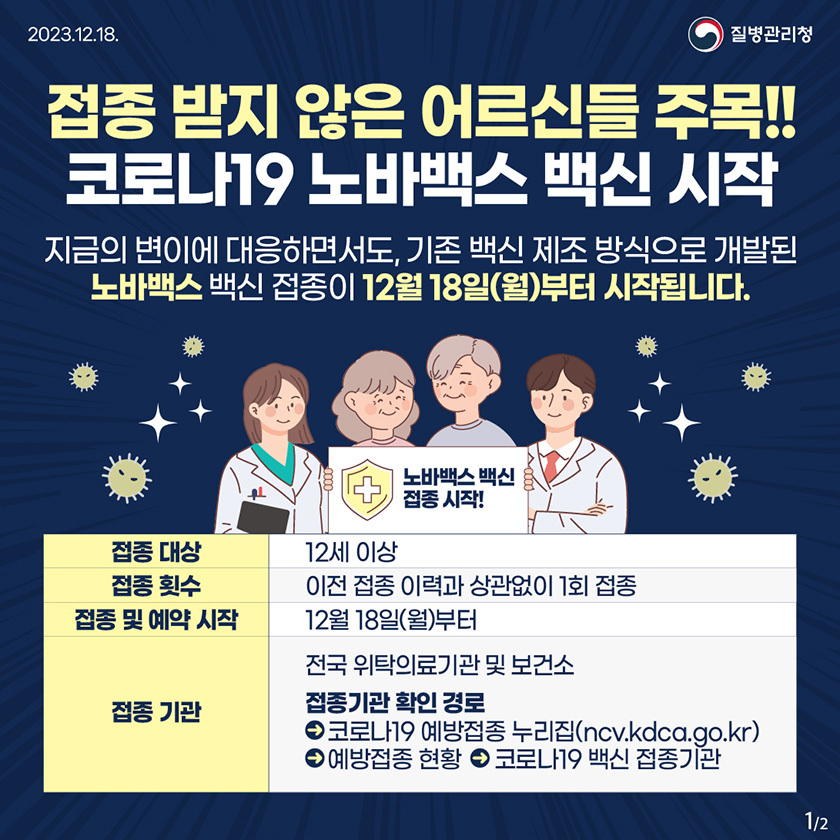 2023.12.18.
질병관리청
접종 받지 않은 어르신들 주목!!
코로나19 노바백스 백신 시작
지금의 변이에 대응하면서도, 기존 백신 제조 방식으로 개발된
노바백스 백신 접종이 12월 18일(월)부터 시작됩니다.
노바백스 백신
접종 시작!
접종 대상 12세 이상
접종 횟수 이전 접종 이력과 상관없이 1회 접종
접종 및 예약 시작 12월 18일(월)부터
접종 기관
전국 위탁의료기관 및 보건소
접종기관 확인 경로
➔ 코로나19 예방접종 누리집(ncv.kdca.go.kr)
➔ 예방접종 현황 ➔ 코로나19 백신 접종기관
1/2